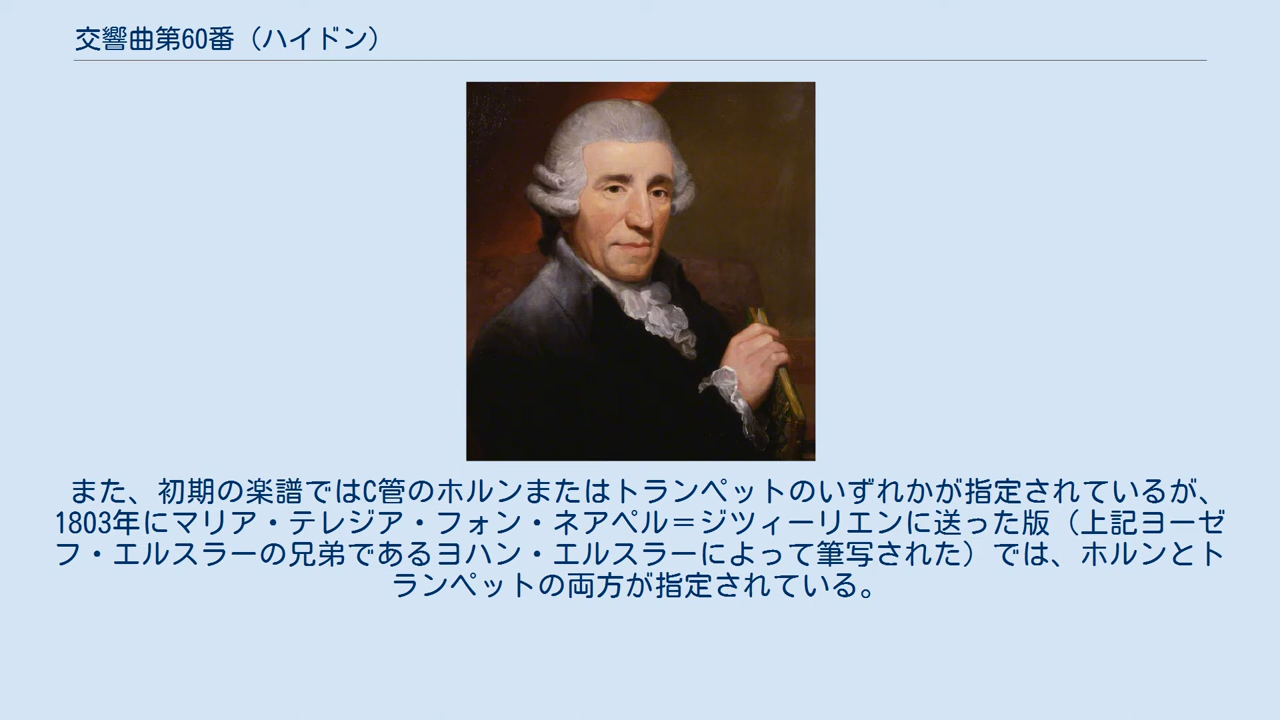 交響曲第60番（ハイドン）
また、初期の楽譜ではC管のホルンまたはトランペットのいずれかが指定されているが、
1803年にマリア・テレジア・フォン・ネアペル＝ジツィーリエンに送った版（上記ヨーゼ
フ・エルスラーの兄弟であるヨハン・エルスラーによって筆写された）では、ホルンとト
ランペットの両方が指定されている。